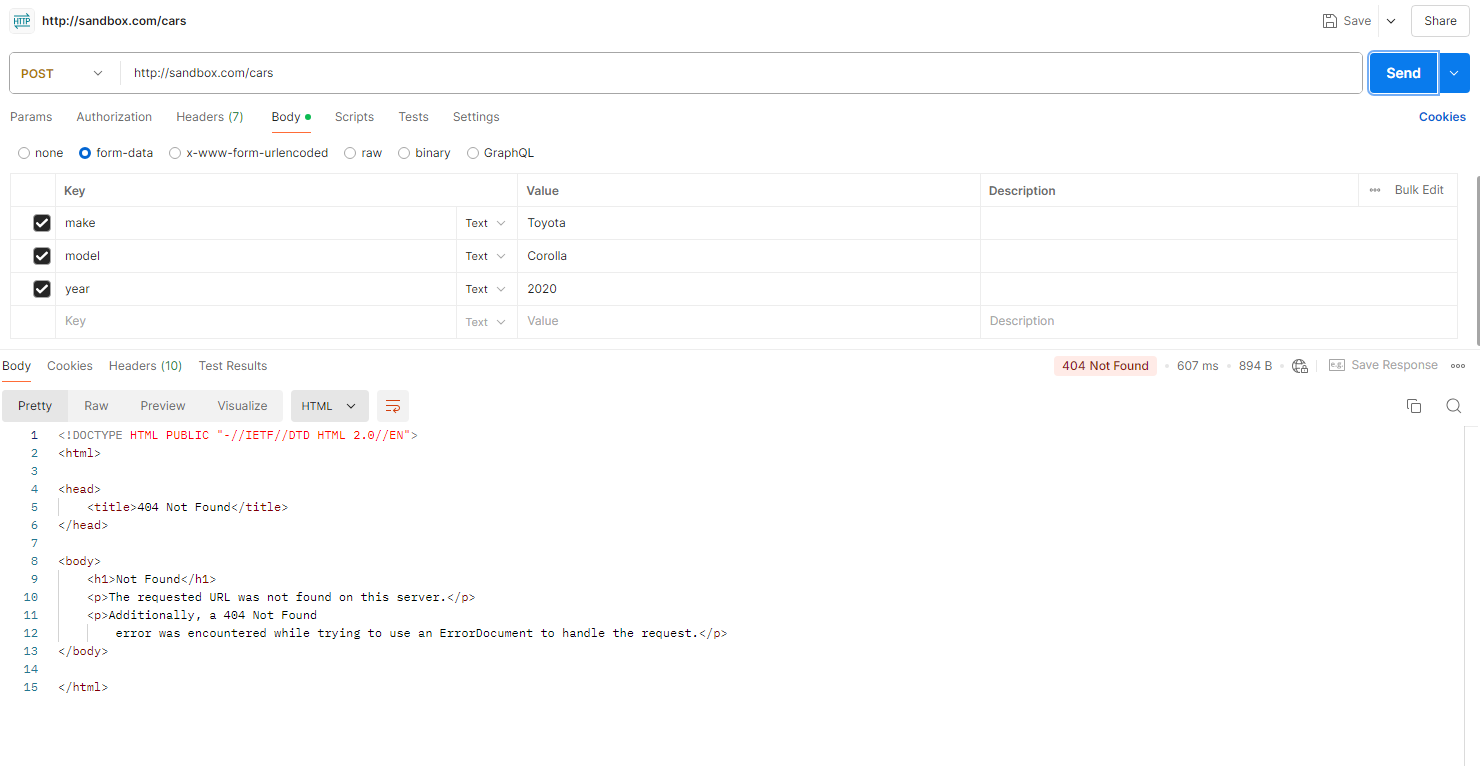 HTTP http://sandbox.com/cars Save Share
POST http://sandbox.com/cars Send
Params Authorization Headers (7) Body Scripts Tests Settings Cookies
none form-data x-www-form-urlencoded raw binary GraphQL
Key Value Description Bulk Edit
make Text Toyota
model Text Corolla
year Text 2020
Key Text Value Description
Body Cookies Headers (10) Test Results 404 Not Found 607 ms 894 B e.g. Save Response
Pretty Raw Preview Visualize HTML
1 <!DOCTYPE HTML PUBLIC "-//IETF//DTD HTML 2.0//EN">
2 <html>
3
4 <head>
5 <title>404 Not Found</title>
6 </head>
7
8 <body>
9 <h1>Not Found</h1>
10 <p>The requested URL was not found on this server.</p>
11 <p>Additionally, a 404 Not Found
12 error was encountered while trying to use an ErrorDocument to handle the request.</p>
13 </body>
14
15 </html>